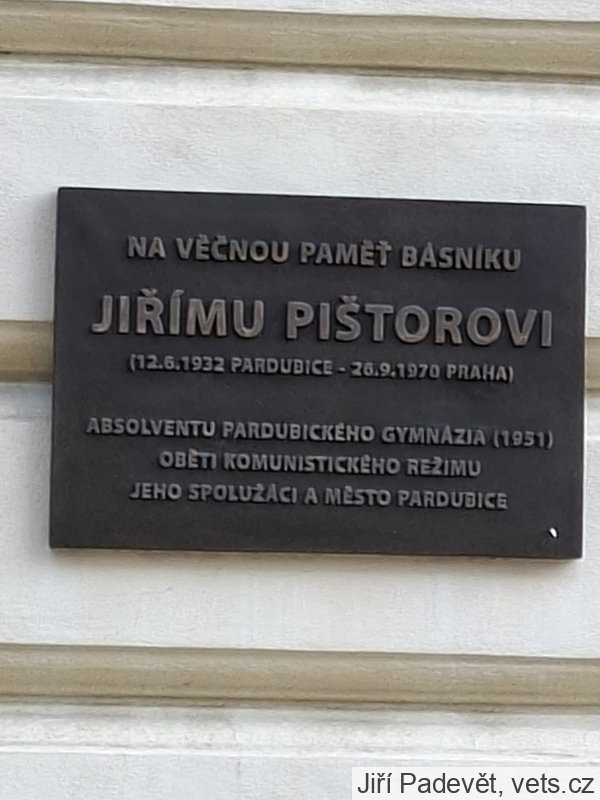 NA VĚČNOU PAMĚŤ BÁSNÍKU
JIŘÍMU PIŠTOROVI
(12.6.1932 PARDUBICE - 26.9.1970 PRAHA)
ABSOLVENTU PARDUBICKÉHO GYMNÁZIA (1951)
OBĚTI KOMUNISTICKÉHO REŽIMU
JEHO SPOLUŽÁCI A MĚSTO PARDUBICE
Jiří Padevět, vets.cz